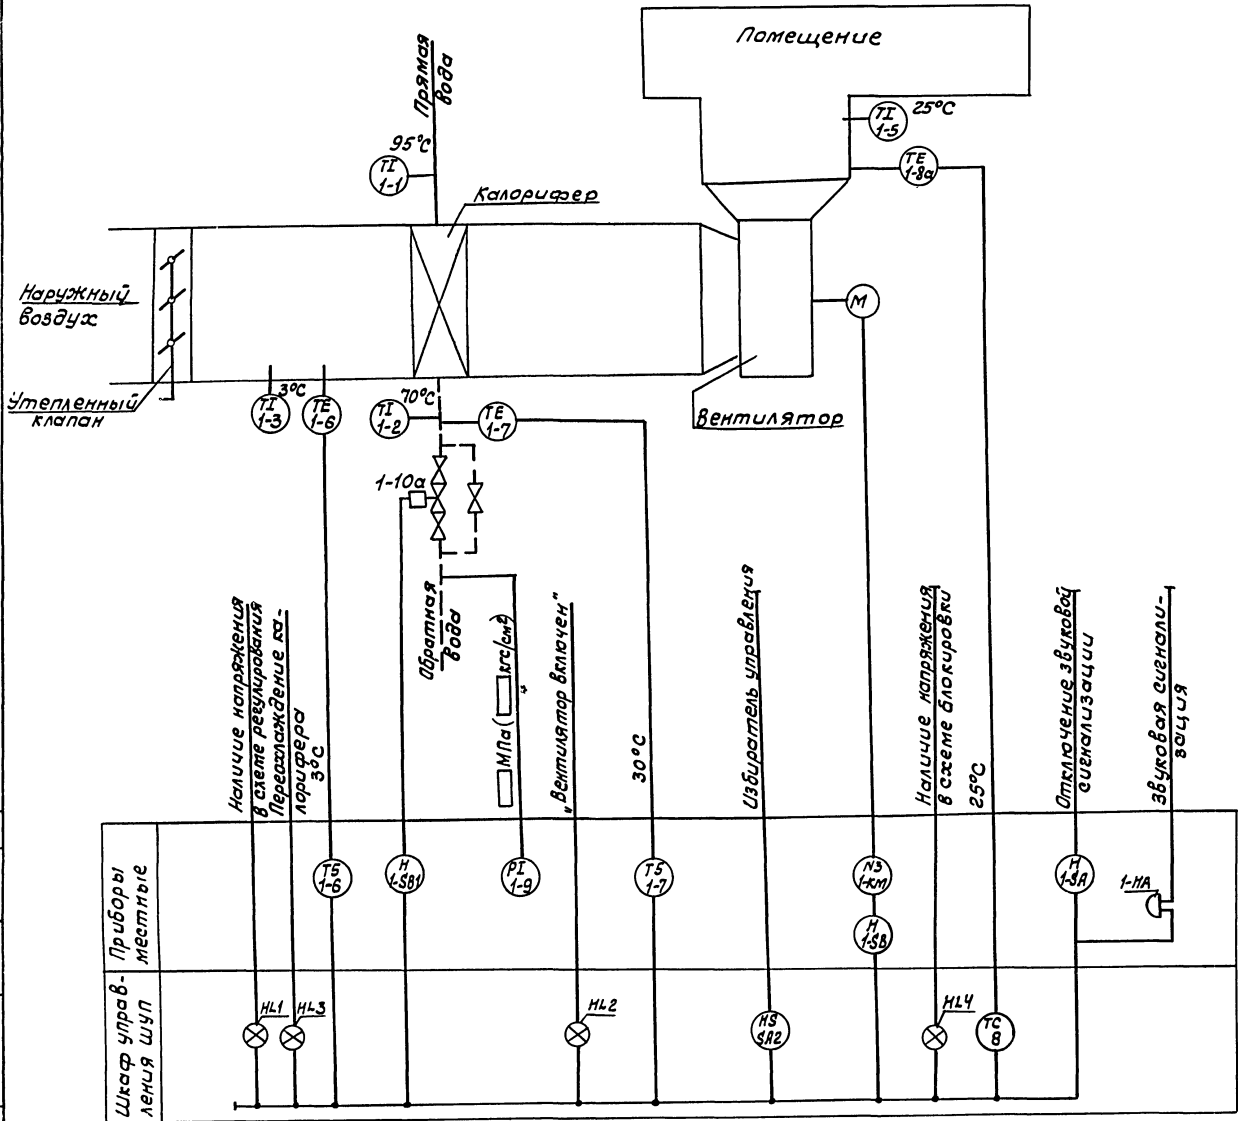 Помещение
Прямая
вода
TI
1-5
25°С
95°С
TI
1-1
TE
1-8а
Калорифер
Наружный
воздух
М
Утепленный
клапан
TI
1-3
3°С
TE
1-6
TI
1-2
70°С
TE
1-7
Вентилятор
1-10а
Обратная
вода
Наличие напряжения
в схеме регулирования
Переохлаждение ка-
лорифера
3°С
МПа ( кгс/см²)
„Вентилятор включен"
30°С
Избиратель управления
Наличие напряжения
в схеме блокировки
25°С
Отключение звуковой
сигнализации
Звуковая сигнали-
зация
Приборы
местные
TS
1-6
H
1-SB1
PI
1-9
TS
1-7
NS
1-КМ
H
1-SB
H
1-SA
1-НА
Шкаф управ-
ления ШУП
HL1
HL3
HL2
HS
SA2
HL4
TC
8